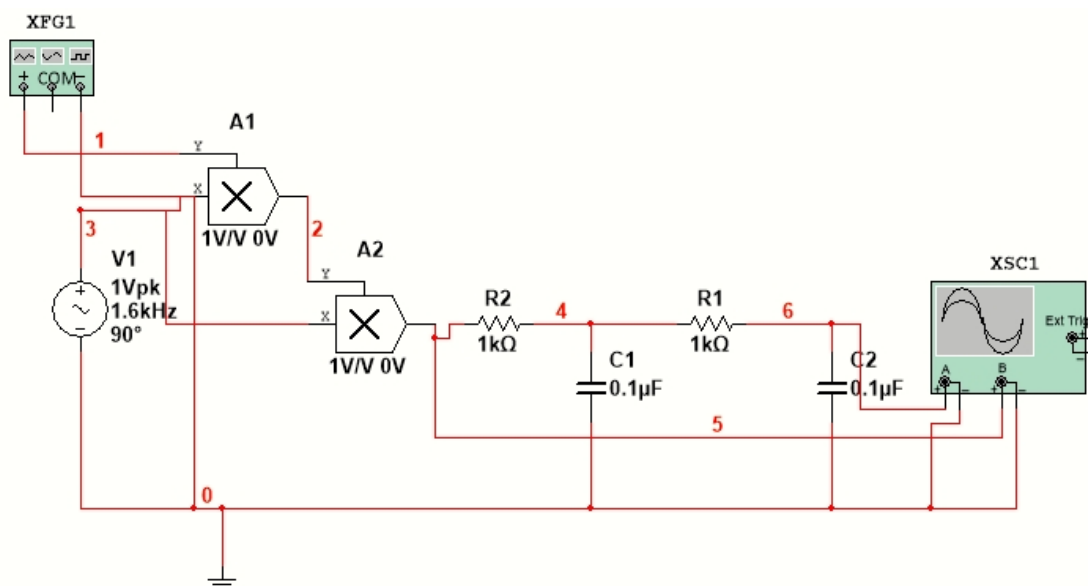 XFG1
+ COM −
1
A1
Y
X
1V/V 0V
3
2
V1
1Vpk
1.6kHz
90°
+
−
A2
Y
X
1V/V 0V
R2
1kΩ
4
R1
1kΩ
6
C1
0.1µF
C2
0.1µF
XSC1
Ext Trig
+
−
A
B
+ − + −
5
0